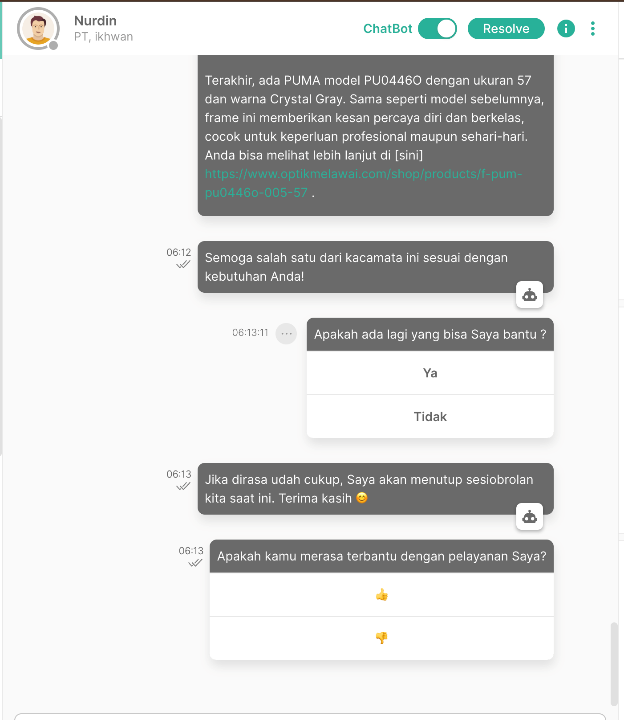 Nurdin
PT, ikhwan
ChatBot
Resolve
Terakhir, ada PUMA model PU0446O dengan ukuran 57
dan warna Crystal Gray. Sama seperti model sebelumnya,
frame ini memberikan kesan percaya diri dan berkelas,
cocok untuk keperluan profesional maupun sehari-hari.
Anda bisa melihat lebih lanjut di [sini]
https://www.optikmelawai.com/shop/products/f-pum-
pu0446o-005-57 .
06:12
Semoga salah satu dari kacamata ini sesuai dengan
kebutuhan Anda!
06:13:11
Apakah ada lagi yang bisa Saya bantu ?
Ya
Tidak
06:13
Jika dirasa udah cukup, Saya akan menutup sesiobrolan
kita saat ini. Terima kasih 😊
06:13
Apakah kamu merasa terbantu dengan pelayanan Saya?
👍
👎